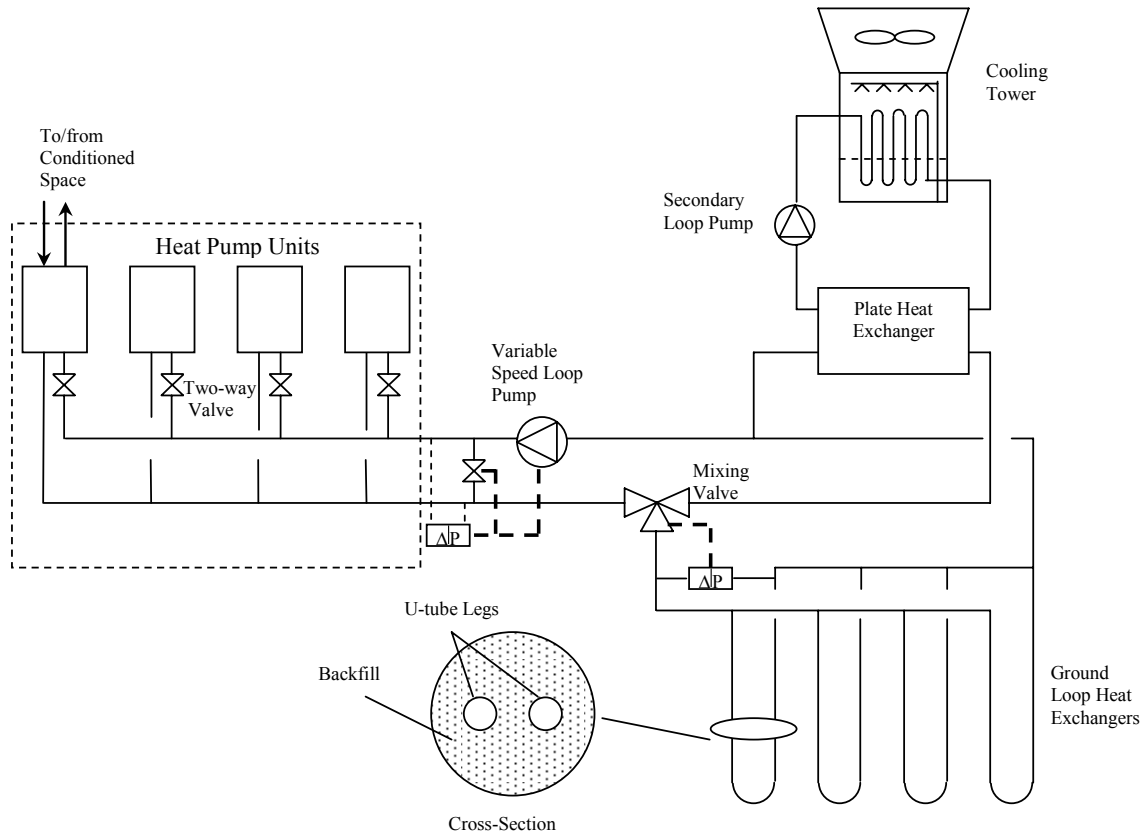 Cooling
Tower
To/from
Conditioned
Space
Secondary
Loop Pump
Heat Pump Units
Plate Heat
Exchanger
Variable
Speed Loop
Pump
Two-way
Valve
Mixing
Valve
ΔP
ΔP
U-tube Legs
Backfill
Ground
Loop Heat
Exchangers
Cross-Section